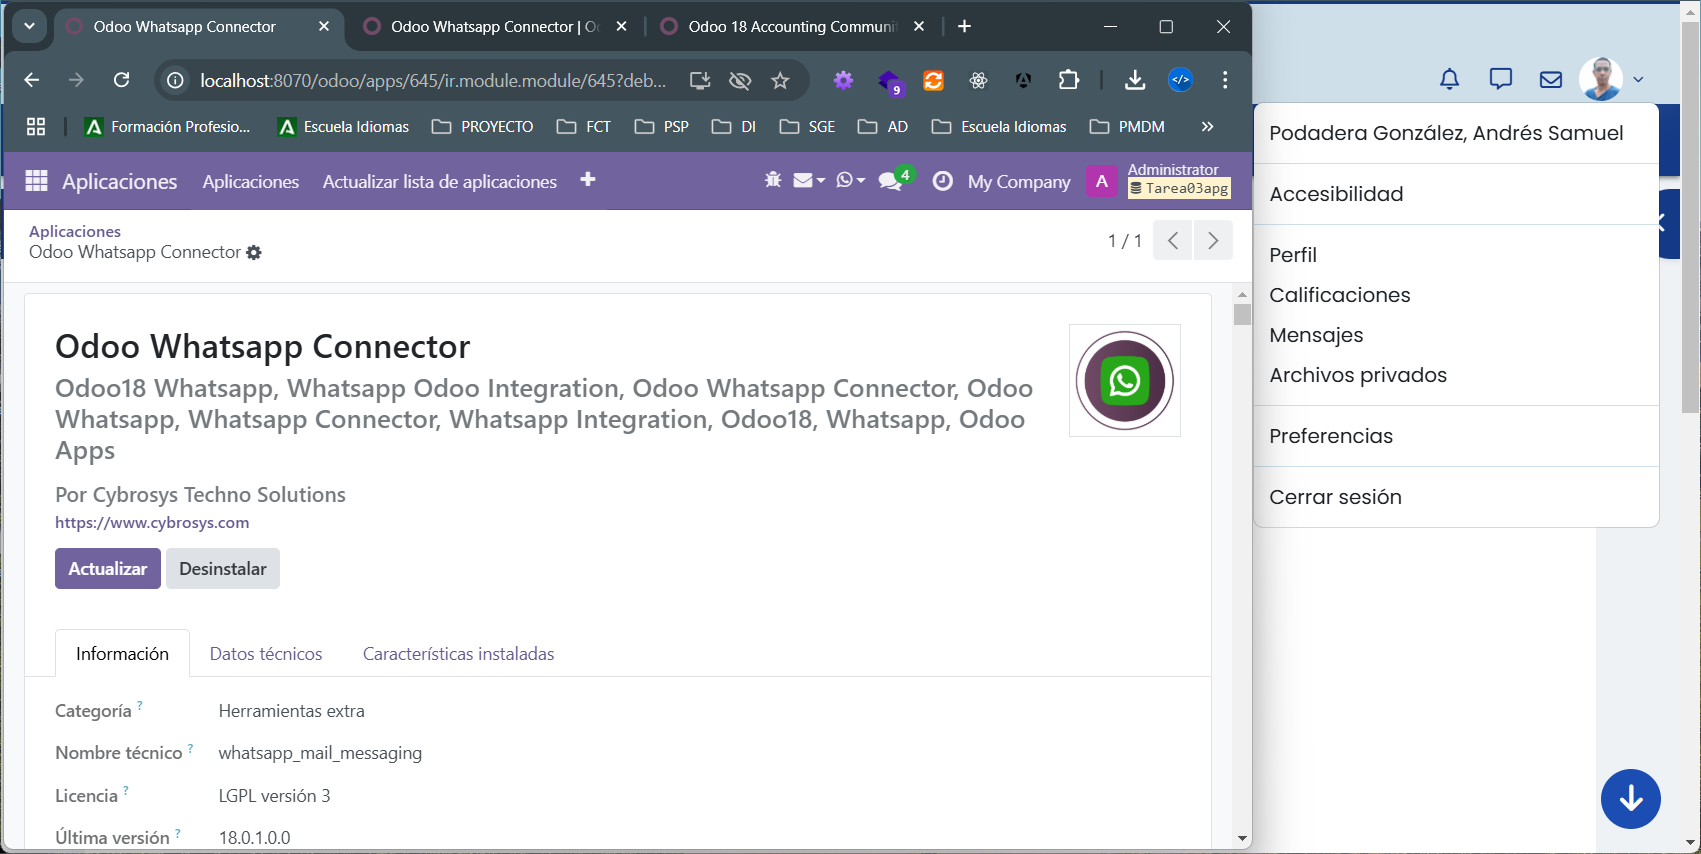 Odoo Whatsapp Connector
Odoo Whatsapp Connector | Oc
Odoo 18 Accounting Communi
localhost:8070/odoo/apps/645/ir.module.module/645?deb...
9
Formación Profesio...
Escuela Idiomas
PROYECTO
FCT
PSP
DI
SGE
AD
Escuela Idiomas
PMDM
Aplicaciones
Aplicaciones
Actualizar lista de aplicaciones
4
My Company
A
Administrator
Tarea03apg
Aplicaciones
Odoo Whatsapp Connector
1 / 1
Odoo Whatsapp Connector
Odoo18 Whatsapp, Whatsapp Odoo Integration, Odoo Whatsapp Connector, Odoo
Whatsapp, Whatsapp Connector, Whatsapp Integration, Odoo18, Whatsapp, Odoo
Apps
Por Cybrosys Techno Solutions
https://www.cybrosys.com
Actualizar
Desinstalar
Información
Datos técnicos
Características instaladas
Categoría ?
Herramientas extra
Nombre técnico ?
whatsapp_mail_messaging
Licencia ?
LGPL versión 3
Última versión ?
18.0.1.0.0
Podadera González, Andrés Samuel
Accesibilidad
Perfil
Calificaciones
Mensajes
Archivos privados
Preferencias
Cerrar sesión